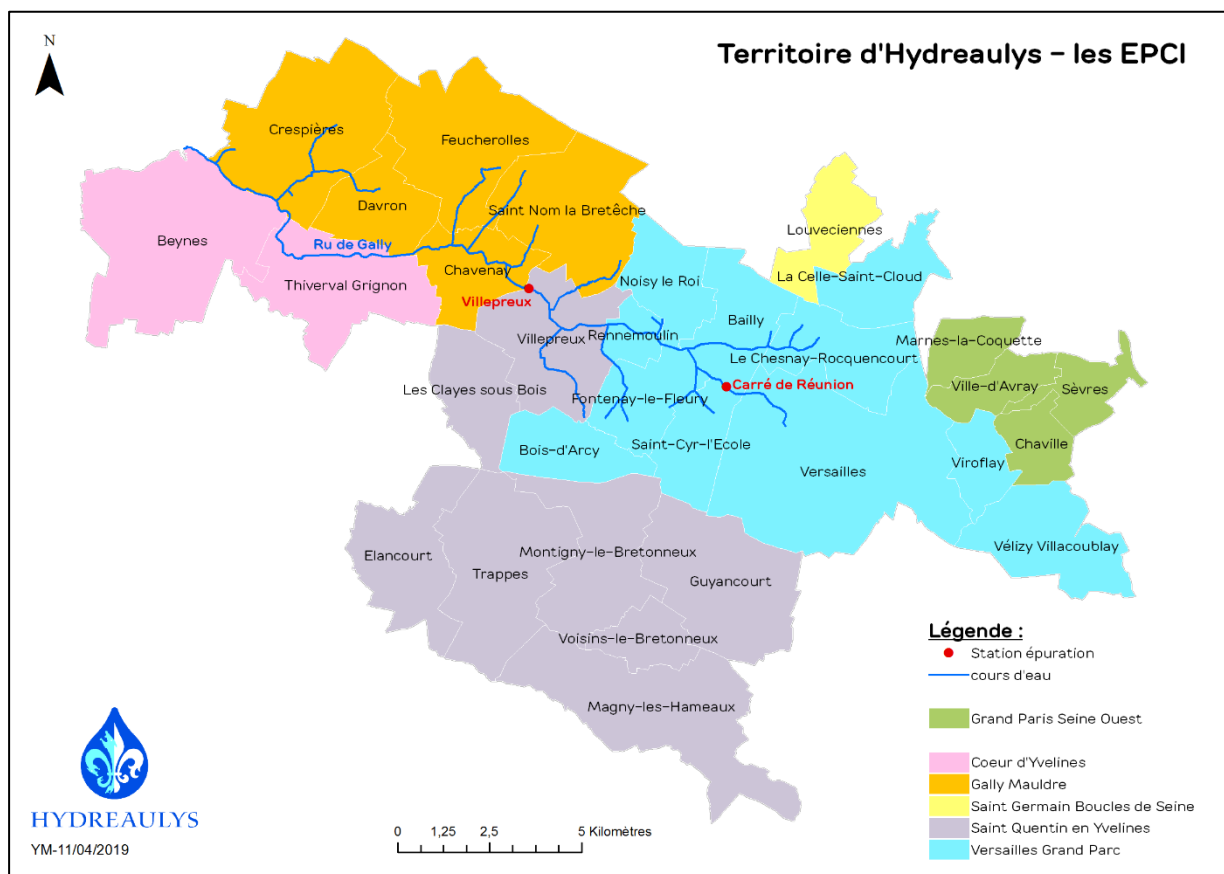 Territoire d'Hydreaulys – les EPCI
N
Crespières
Feucherolles
Davron
Saint Nom la Bretêche
Louveciennes
Beynes
Ru de Gally
Chavenay
Noisy le Roi
La Celle-Saint-Cloud
Thiverval Grignon
Villepreux
Bailly
Villepreux
Rennemoulin
Marnes-la-Coquette
Le Chesnay-Rocquencourt
Les Clayes sous Bois
Carré de Réunion
Ville-d'Avray
Sèvres
Fontenay-le-Fleury
Bois-d'Arcy
Saint-Cyr-l'Ecole
Chaville
Versailles
Viroflay
Elancourt
Montigny-le-Bretonneux
Vélizy Villacoublay
Trappes
Guyancourt
Voisins-le-Bretonneux
Magny-les-Hameaux
Légende :
Station épuration
cours d'eau
Grand Paris Seine Ouest
Coeur d'Yvelines
Gally Mauldre
Saint Germain Boucles de Seine
Saint Quentin en Yvelines
Versailles Grand Parc
HYDREAULYS
YM-11/04/2019
0 1,25 2,5 5 Kilomètres